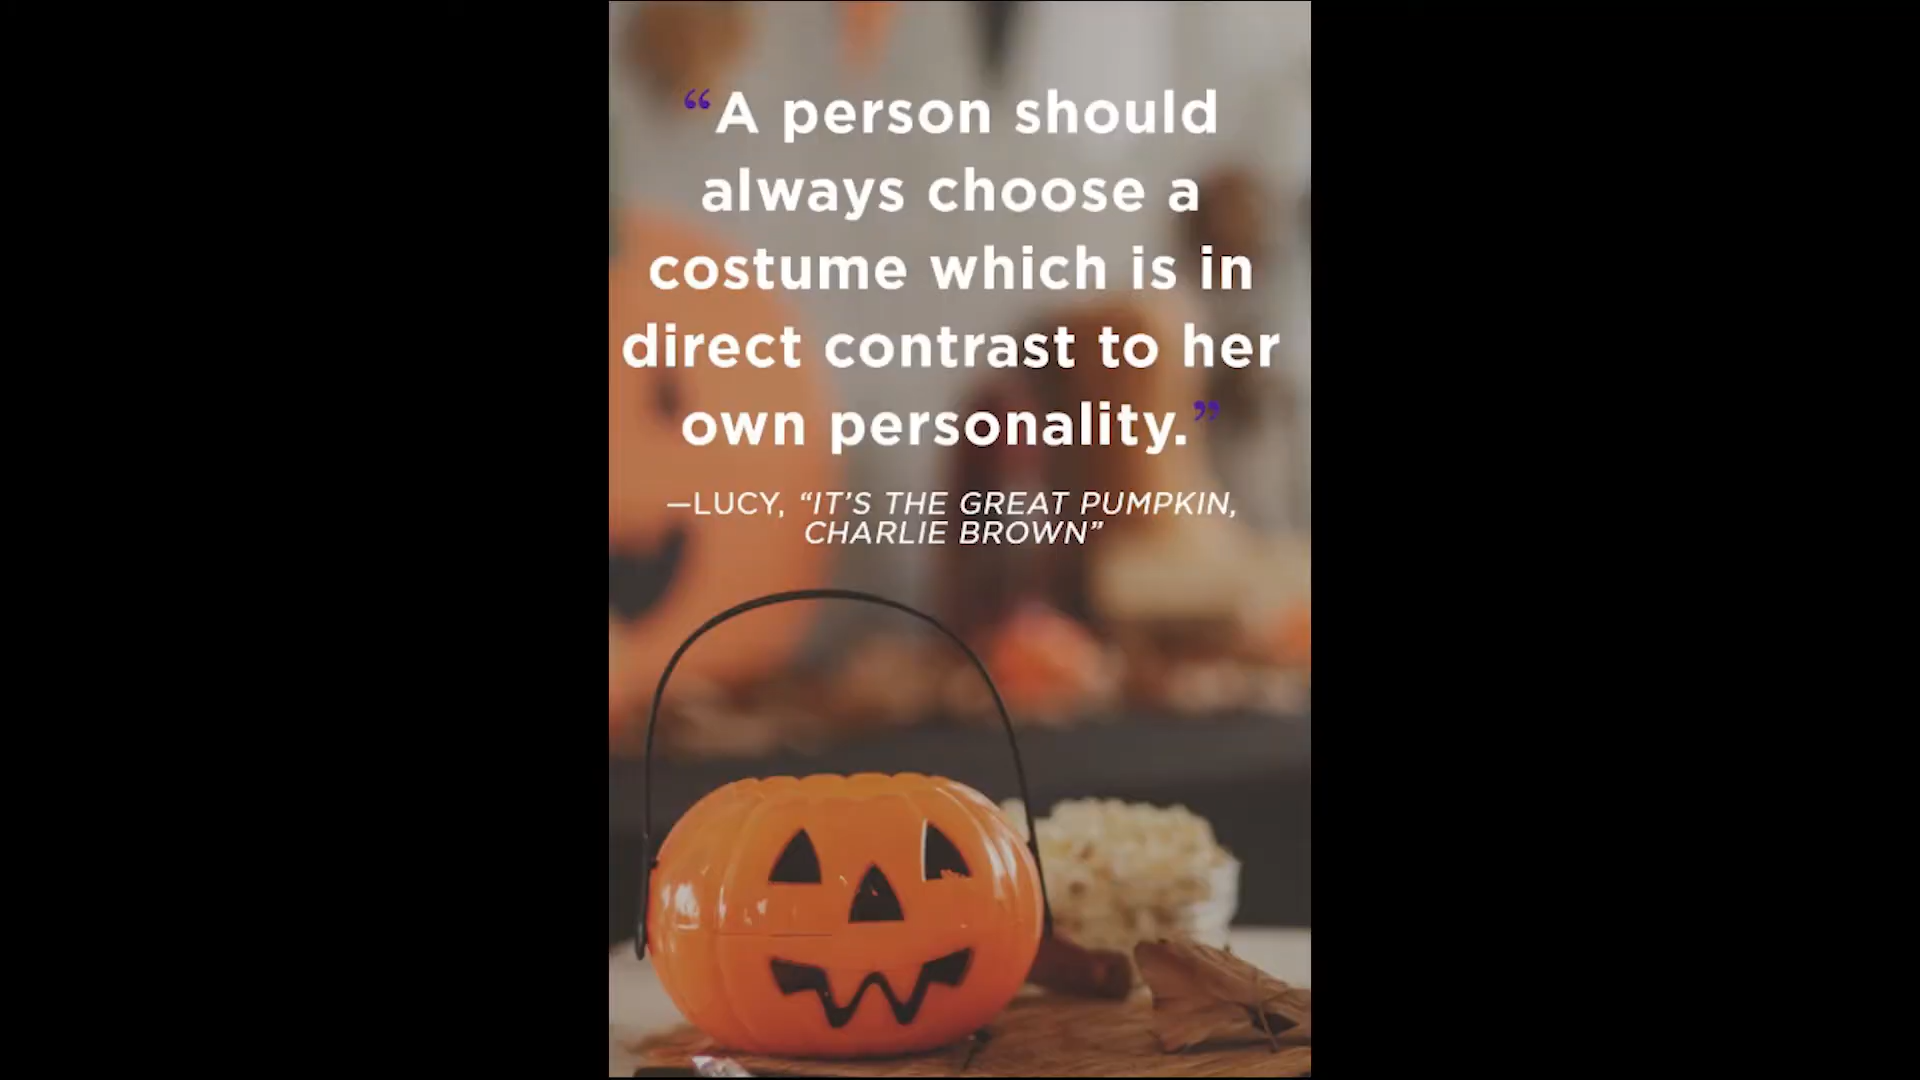 “A person should
always choose a
costume which is in
direct contrast to her
own personality.”
—LUCY, “IT’S THE GREAT PUMPKIN,
CHARLIE BROWN”